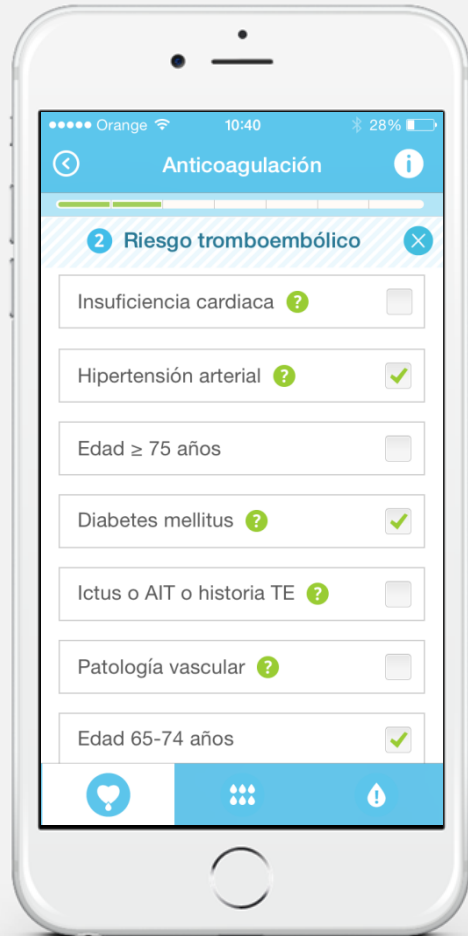 Orange 10:40 28%
Anticoagulación i
2 Riesgo tromboembólico
Insuficiencia cardiaca ?
Hipertensión arterial ?
Edad ≥ 75 años
Diabetes mellitus ?
Ictus o AIT o historia TE ?
Patología vascular ?
Edad 65-74 años